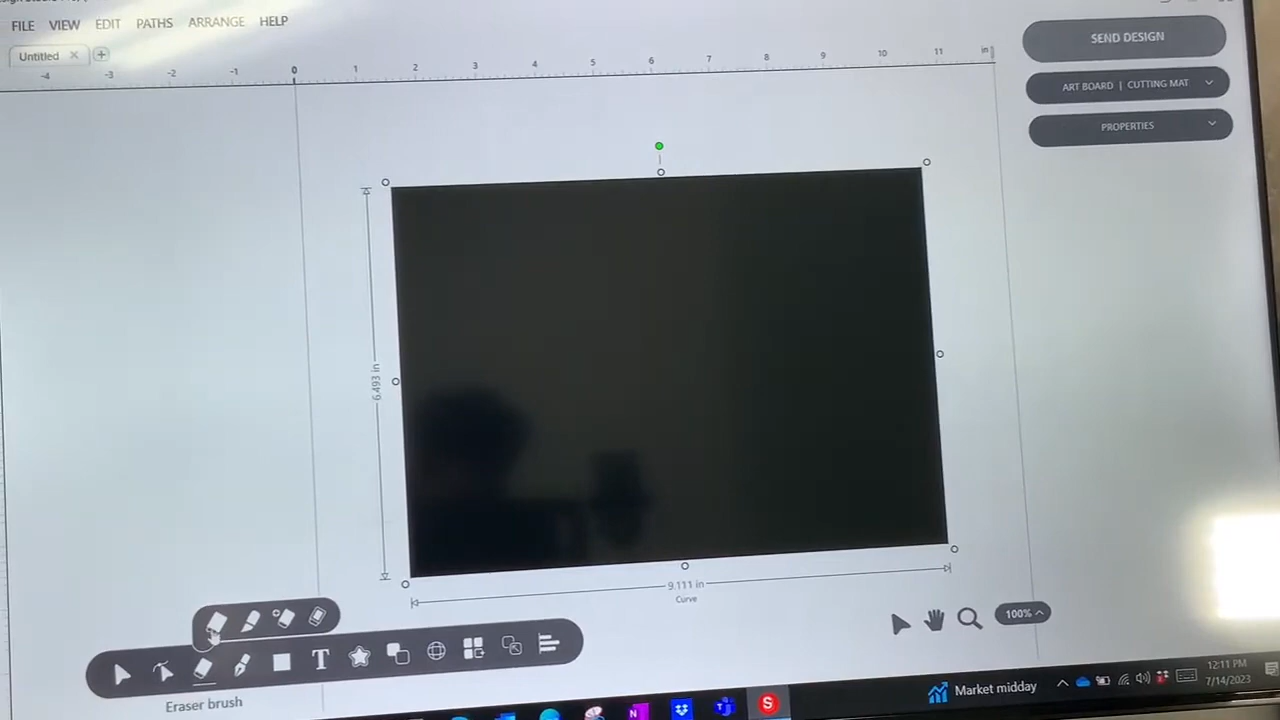 FILE VIEW EDIT PATHS ARRANGE HELP
SEND DESIGN
Untitled
-4 -3 -2 -1 0 1 2 3 4 5 6 7 8 9 10 11 in
ART BOARD | CUTTING MAT
PROPERTIES
6.493 in
9.111 in
Curve
100%
T
Eraser brush
12:11 PM
Market midday
7/14/2023
N
S